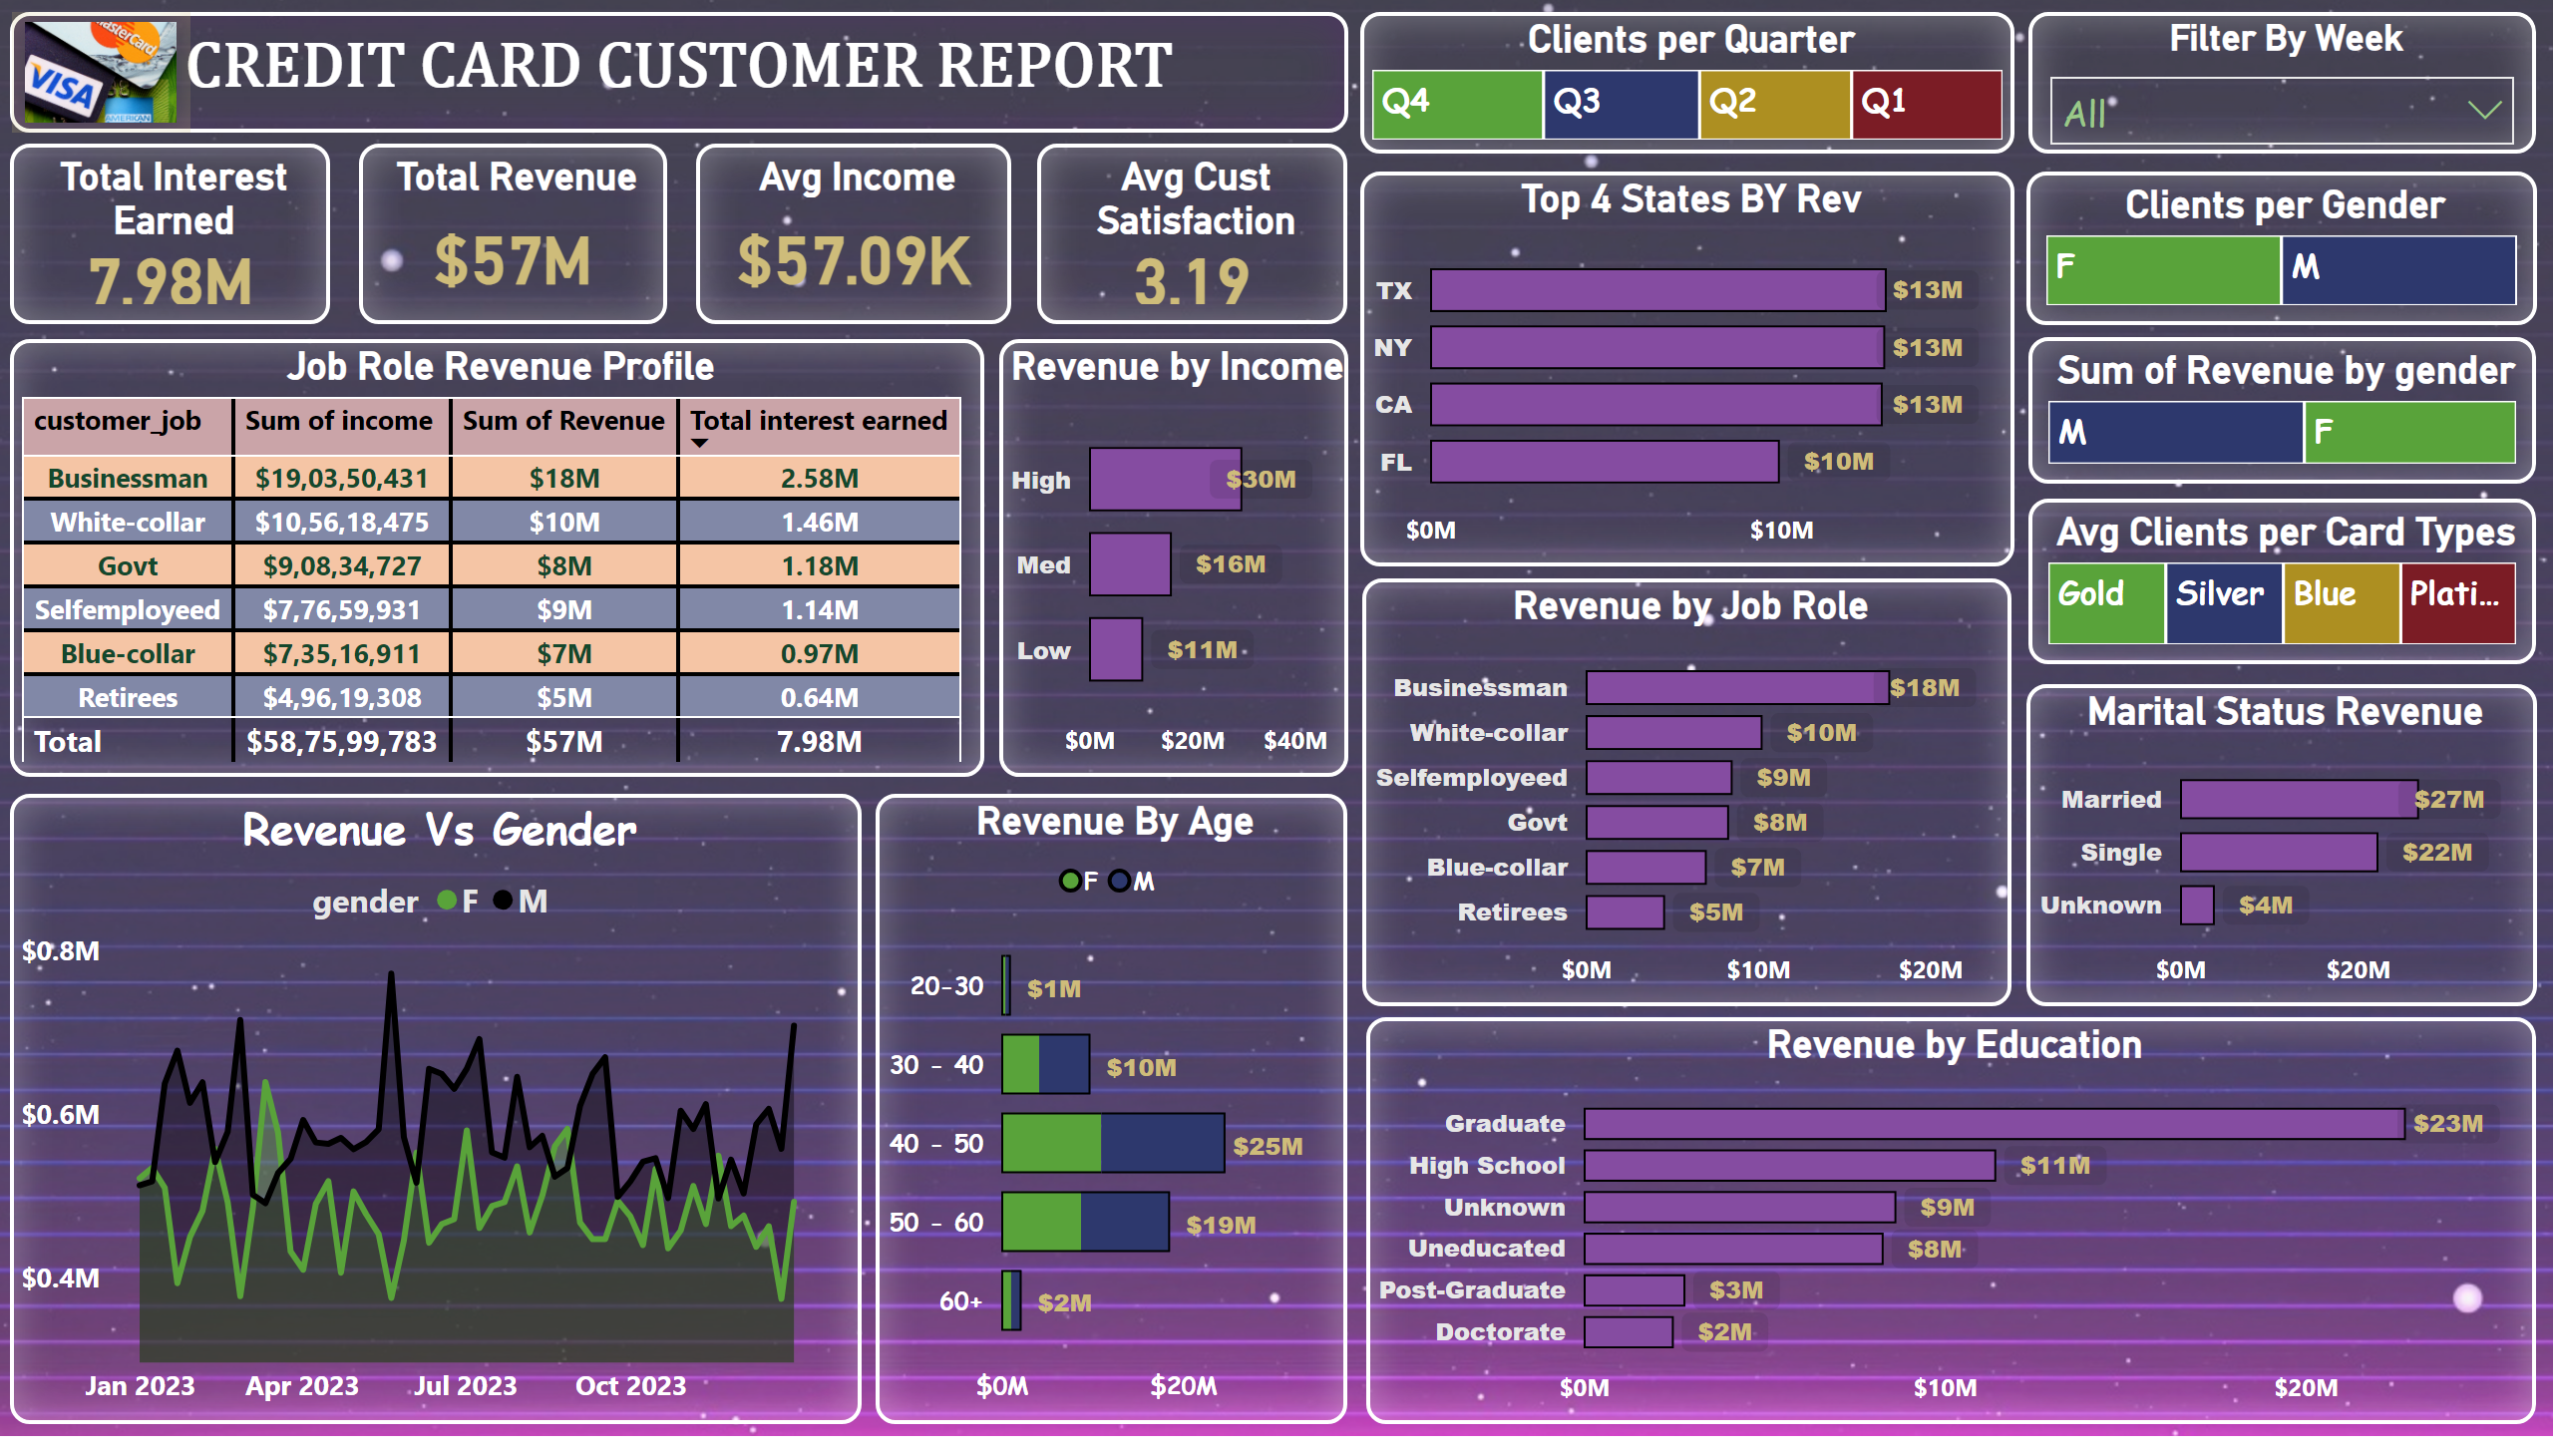 MasterCard
VISA
AMERICAN
CREDIT CARD CUSTOMER REPORT
Clients per Quarter
Q4 Q3 Q2 Q1
Filter By Week
All
Total Interest
Earned
7.98M
Total Revenue
$57M
Avg Income
$57.09K
Avg Cust
Satisfaction
3.19
Top 4 States BY Rev
TX $13M
NY $13M
CA $13M
FL $10M
$0M $10M
Clients per Gender
F M
Sum of Revenue by gender
M F
Avg Clients per Card Types
Gold Silver Blue Plati...
Job Role Revenue Profile
customer_job Sum of income Sum of Revenue Total interest earned
Businessman $19,03,50,431 $18M 2.58M
White-collar $10,56,18,475 $10M 1.46M
Govt $9,08,34,727 $8M 1.18M
Selfemployeed $7,76,59,931 $9M 1.14M
Blue-collar $7,35,16,911 $7M 0.97M
Retirees $4,96,19,308 $5M 0.64M
Total $58,75,99,783 $57M 7.98M
Revenue by Income
High $30M
Med $16M
Low $11M
$0M $20M $40M
Revenue by Job Role
Businessman $18M
White-collar $10M
Selfemployeed $9M
Govt $8M
Blue-collar $7M
Retirees $5M
$0M $10M $20M
Marital Status Revenue
Married $27M
Single $22M
Unknown $4M
$0M $20M
Revenue Vs Gender
gender F M
$0.8M
$0.6M
$0.4M
Jan 2023 Apr 2023 Jul 2023 Oct 2023
Revenue By Age
F M
20-30 $1M
30 - 40 $10M
40 - 50 $25M
50 - 60 $19M
60+ $2M
$0M $20M
Revenue by Education
Graduate $23M
High School $11M
Unknown $9M
Uneducated $8M
Post-Graduate $3M
Doctorate $2M
$0M $10M $20M